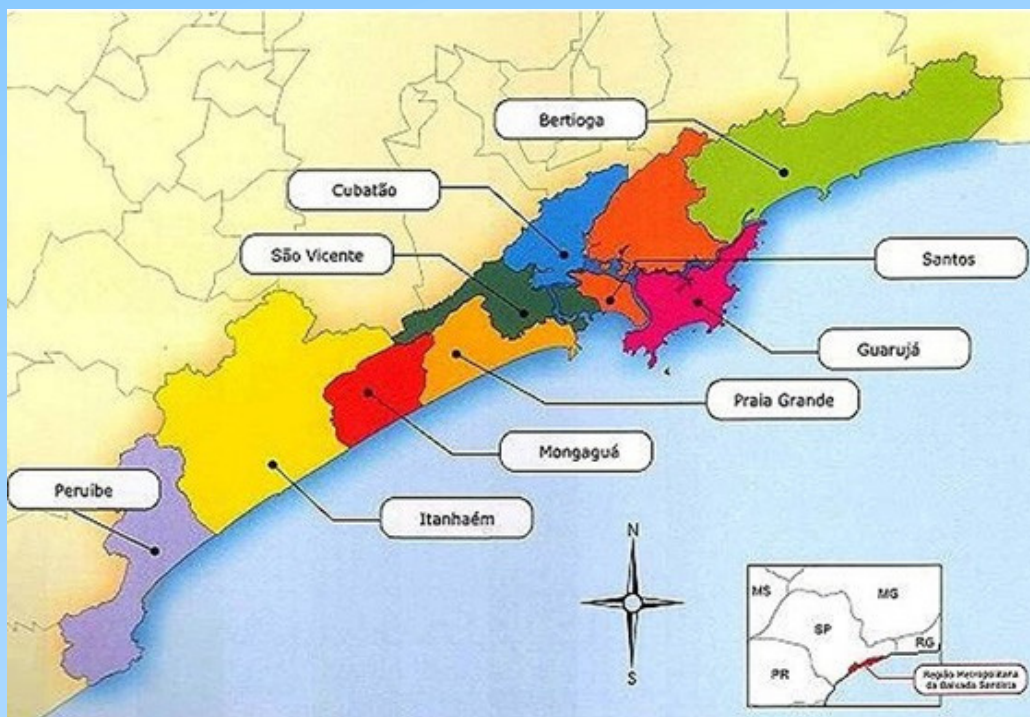 Bertioga
Cubatão
São Vicente
Santos
Guarujá
Praia Grande
Mongaguá
Peruíbe
Itanhaém
N
S
MS
MG
SP
RG
PR
Região Metropolitana
da Baixada Santista